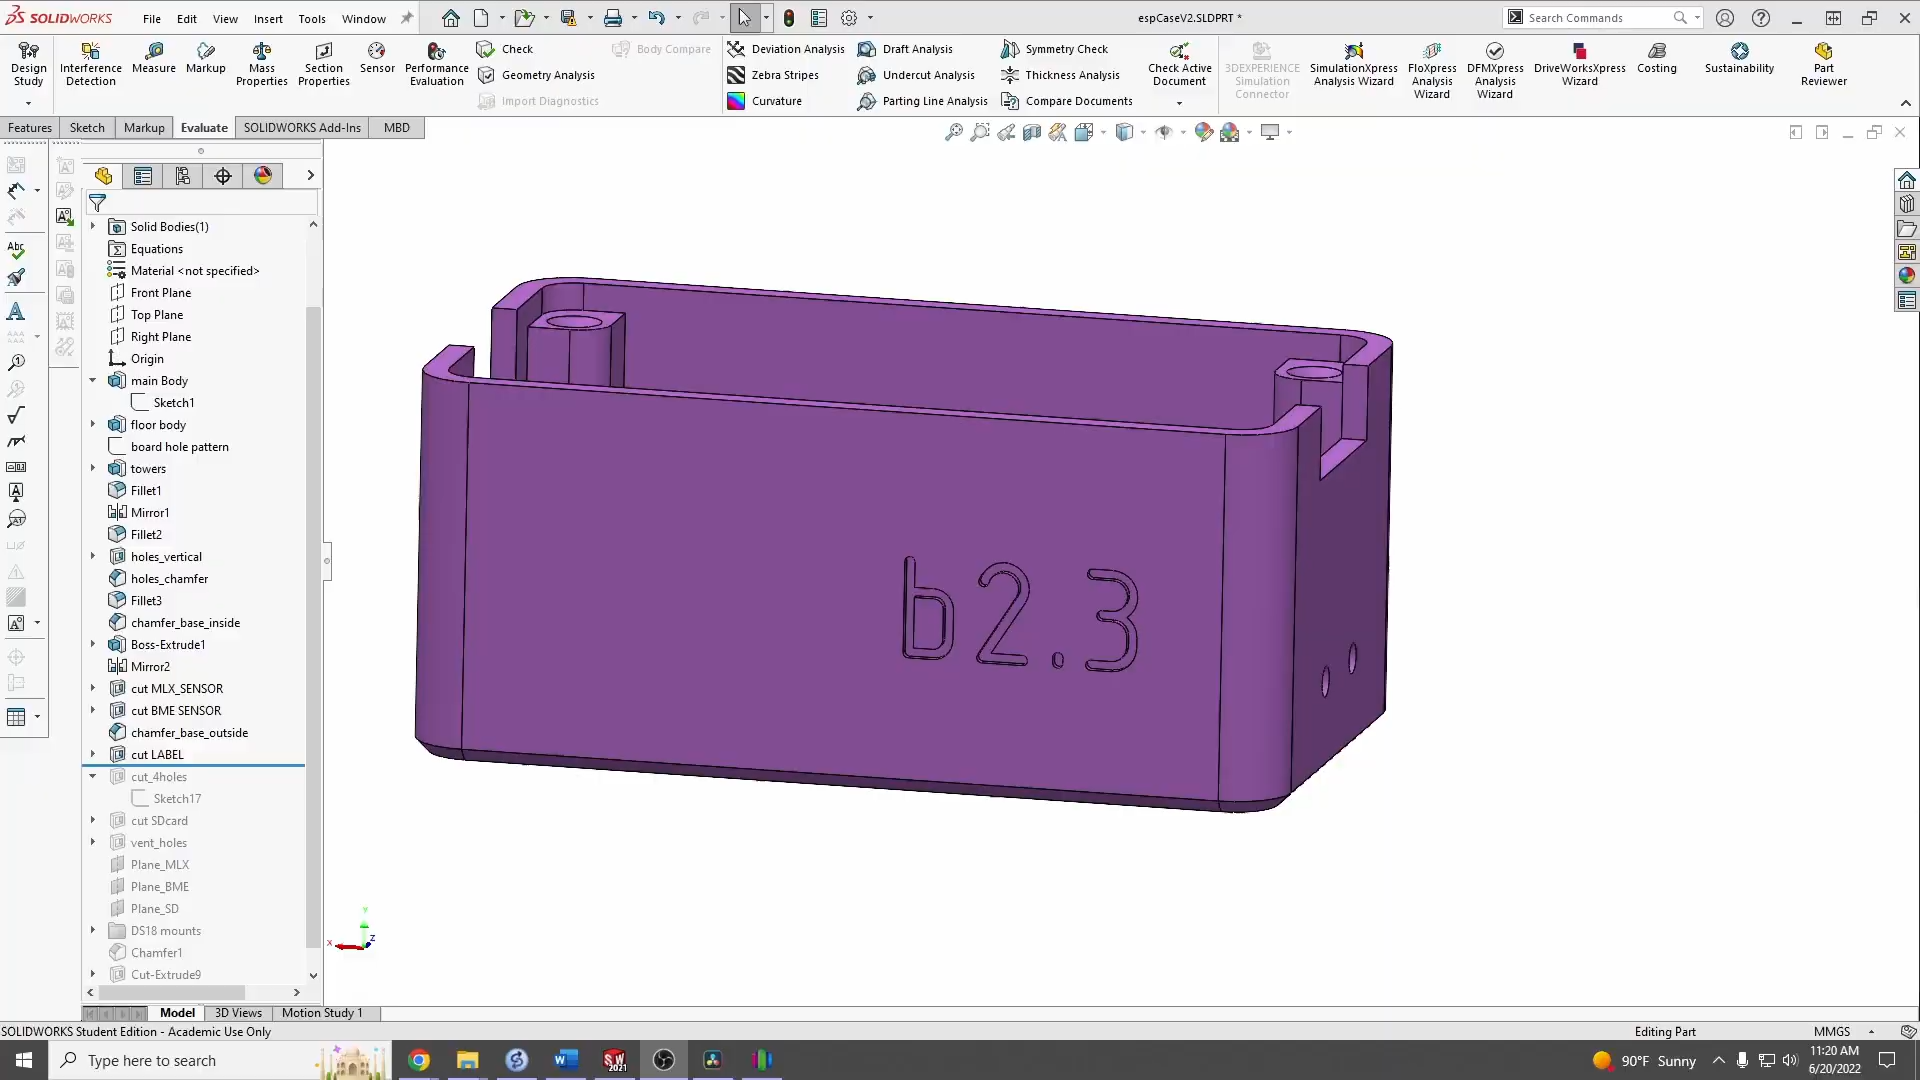 SOLIDWORKS File Edit View Insert Tools Window espCaseV2.SLDPRT * Search Commands
Design Study
Interference Detection
Measure
Markup
Mass Properties
Section Properties
Sensor
Performance Evaluation
Check
Geometry Analysis
Import Diagnostics
Body Compare
Deviation Analysis
Zebra Stripes
Curvature
Draft Analysis
Undercut Analysis
Parting Line Analysis
Symmetry Check
Thickness Analysis
Compare Documents
Check Active Document
3DEXPERIENCE Simulation Connector
SimulationXpress Analysis Wizard
FloXpress Analysis Wizard
DFMXpress Analysis Wizard
DriveWorksXpress Wizard
Costing
Sustainability
Part Reviewer
Features Sketch Markup Evaluate SOLIDWORKS Add-Ins MBD
Solid Bodies(1)
Equations
Material <not specified>
Front Plane
Top Plane
Right Plane
Origin
main Body
Sketch1
floor body
board hole pattern
towers
Fillet1
Mirror1
Fillet2
holes_vertical
holes_chamfer
Fillet3
chamfer_base_inside
Boss-Extrude1
Mirror2
cut MLX_SENSOR
cut BME SENSOR
chamfer_base_outside
cut LABEL
cut_4holes
Sketch17
cut SDcard
vent_holes
Plane_MLX
Plane_BME
Plane_SD
DS18 mounts
Chamfer1
Cut-Extrude9
b2.3
Model 3D Views Motion Study 1
SOLIDWORKS Student Edition - Academic Use Only Editing Part MMGS
Type here to search 90°F Sunny 11:20 AM
6/20/2022